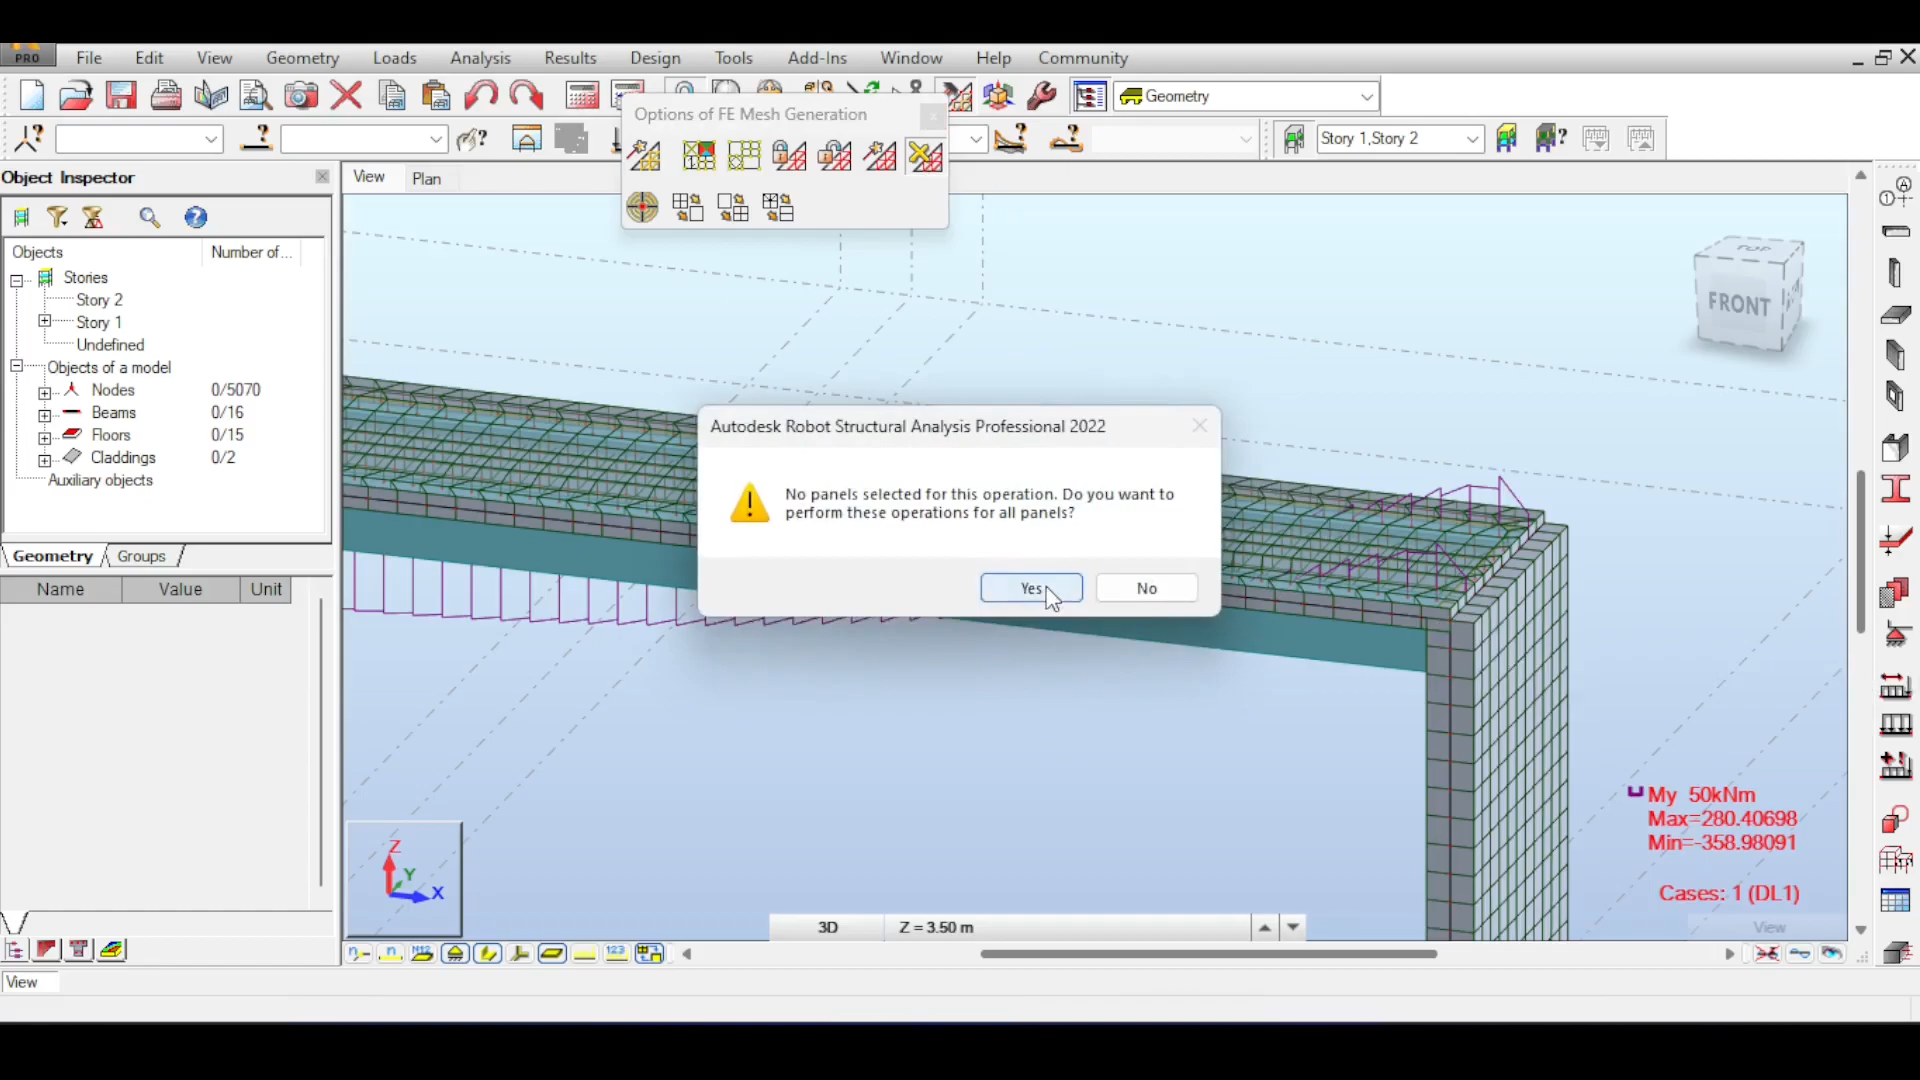 PRO File Edit View Geometry Loads Analysis Results Design Tools Add-Ins Window Help Community
Geometry
Options of FE Mesh Generation
Story 1,Story 2
Object Inspector
View Plan
Objects Number of...
Stories
Story 2
Story 1
Undefined
Objects of a model
Nodes 0/5070
Beams 0/16
Floors 0/15
Claddings 0/2
Auxiliary objects
Geometry Groups
Name Value Unit
TOP
FRONT
Autodesk Robot Structural Analysis Professional 2022
No panels selected for this operation. Do you want to
perform these operations for all panels?
Yes No
My 50kNm
Max=280.40698
Min=-358.98091
Cases: 1 (DL1)
Z
Y
X
3D Z = 3.50 m
View
View